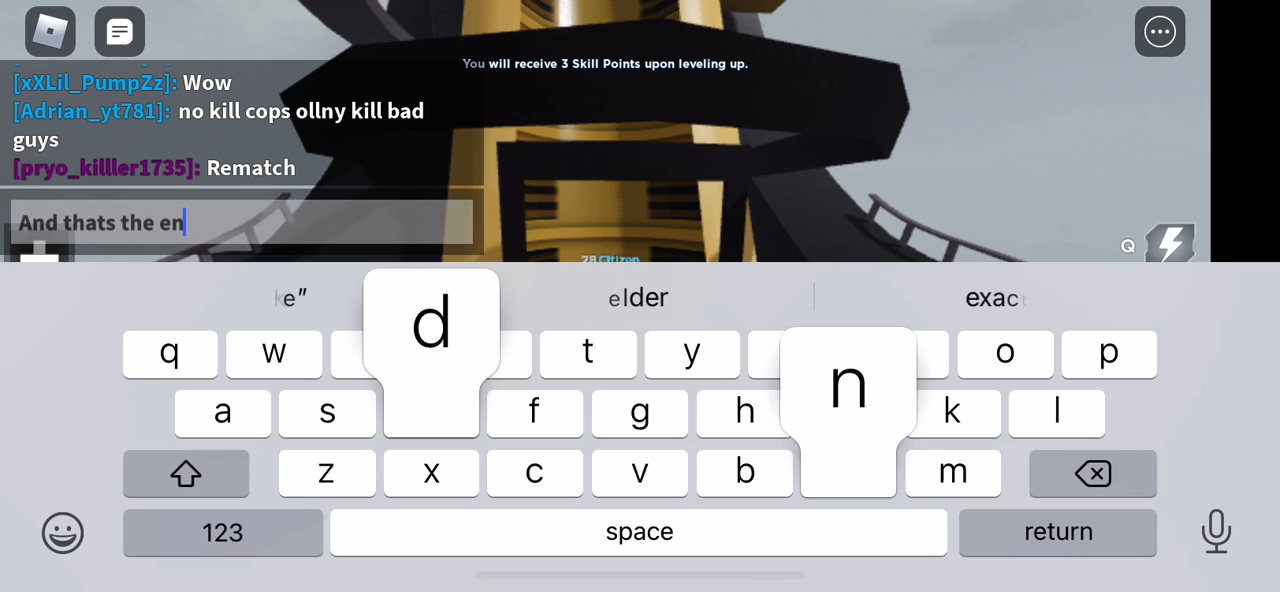 You will receive 3 Skill Points upon leveling up.
[xXLil_PumpZz]: Wow
[Adrian_yt781]: no kill cops ollny kill bad
guys
[pryo_killler1735]: Rematch
And thats the en
Q
28 Citizen
elder
q w t y o p
d n
a s f g h k l
z x c v b m
123 space return